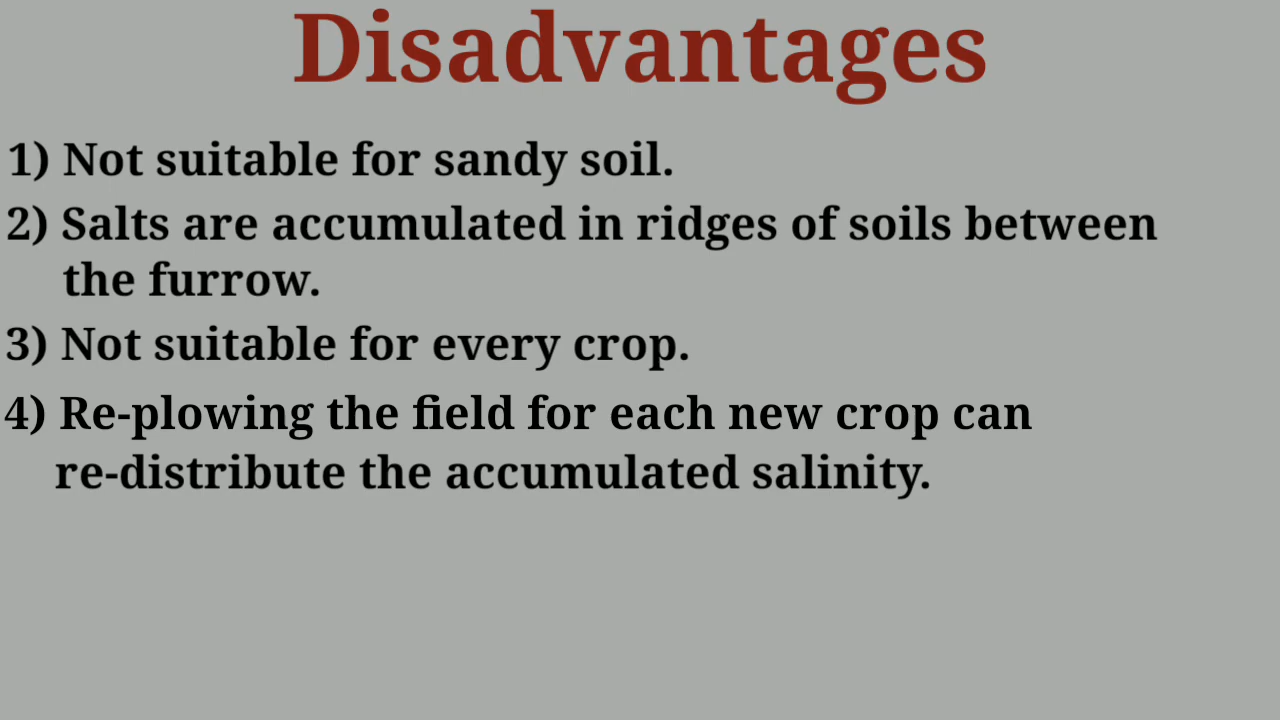 Disadvantages
1) Not suitable for sandy soil.
2) Salts are accumulated in ridges of soils between
the furrow.
3) Not suitable for every crop.
4) Re-plowing the field for each new crop can
re-distribute the accumulated salinity.